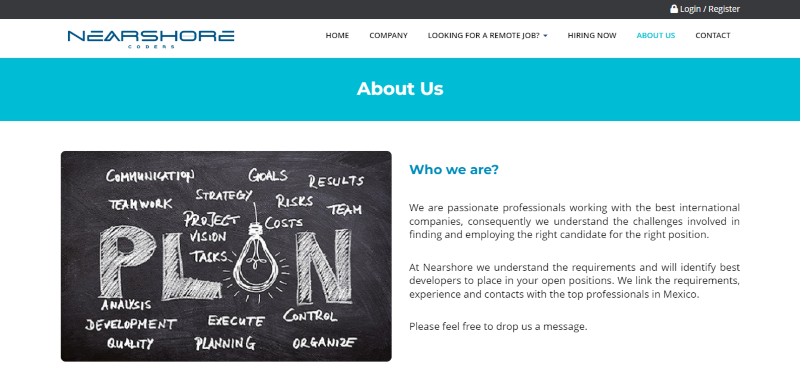 Login / Register
NEARSHORE
CODERS
HOME COMPANY LOOKING FOR A REMOTE JOB? HIRING NOW ABOUT US CONTACT
About Us
COMMUNICATION GOALS RESULTS
TEAMWORK STRATEGY RISKS TEAM
PROJECT COSTS
VISION
TASKS
PLAN
ANALYSIS
DEVELOPMENT EXECUTE CONTROL
QUALITY PLANNING ORGANIZE
Who we are?
We are passionate professionals working with the best international
companies, consequently we understand the challenges involved in
finding and employing the right candidate for the right position.
At Nearshore we understand the requirements and will identify best
developers to place in your open positions. We link the requirements,
experience and contacts with the top professionals in Mexico.
Please feel free to drop us a message.